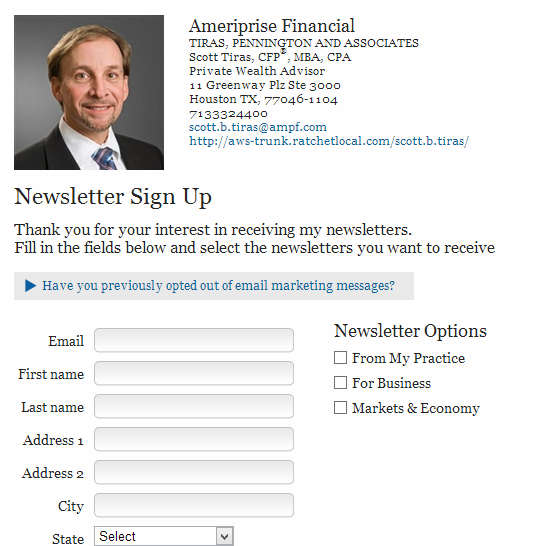 Ameriprise Financial
TIRAS, PENNINGTON AND ASSOCIATES
Scott Tiras, CFP®, MBA, CPA
Private Wealth Advisor
11 Greenway Plz Ste 3000
Houston TX, 77046-1104
7133324400
scott.b.tiras@ampf.com
http://aws-trunk.ratchetlocal.com/scott.b.tiras/
Newsletter Sign Up
Thank you for your interest in receiving my newsletters.
Fill in the fields below and select the newsletters you want to receive
Have you previously opted out of email marketing messages?
Email
First name
Last name
Address 1
Address 2
City
State Select
Newsletter Options
From My Practice
For Business
Markets & Economy